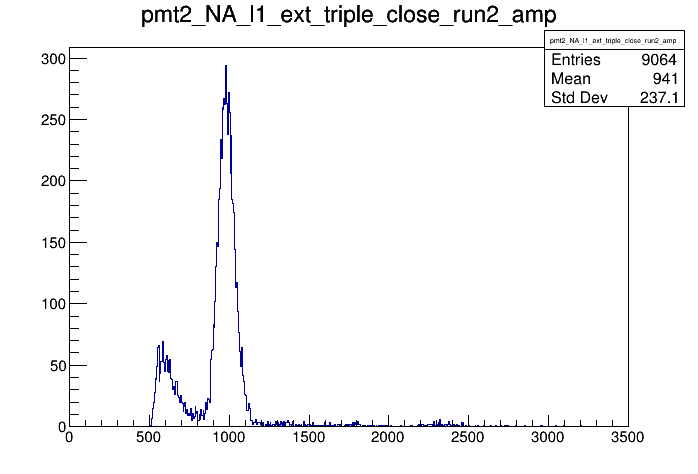 pmt2_NA_l1_ext_triple_close_run2_amp
pmt2_NA_l1_ext_triple_close_run2_amp
Entries 9064
Mean 941
Std Dev 237.1
300
250
200
150
100
50
0
0 500 1000 1500 2000 2500 3000 3500